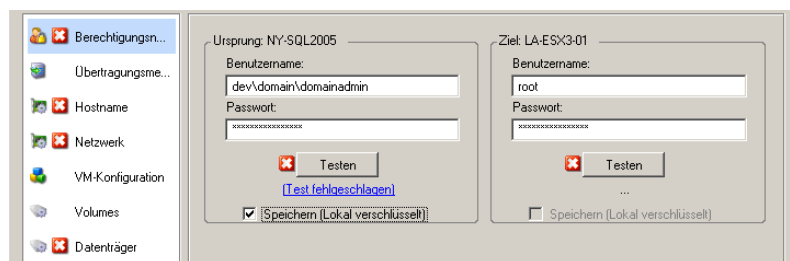 Berechtigungsn...
Übertragungsme...
Hostname
Netzwerk
VM-Konfiguration
Volumes
Datenträger
Ursprung: NY-SQL2005
Benutzername:
dev\domain\domainadmin
Passwort:
××××××××××××××××
Testen
(Test fehlgeschlagen)
Speichern (Lokal verschlüsselt)
Ziel: LA-ESX3-01
Benutzername:
root
Passwort:
××××××××××××××××
Testen
...
Speichern (Lokal verschlüsselt)